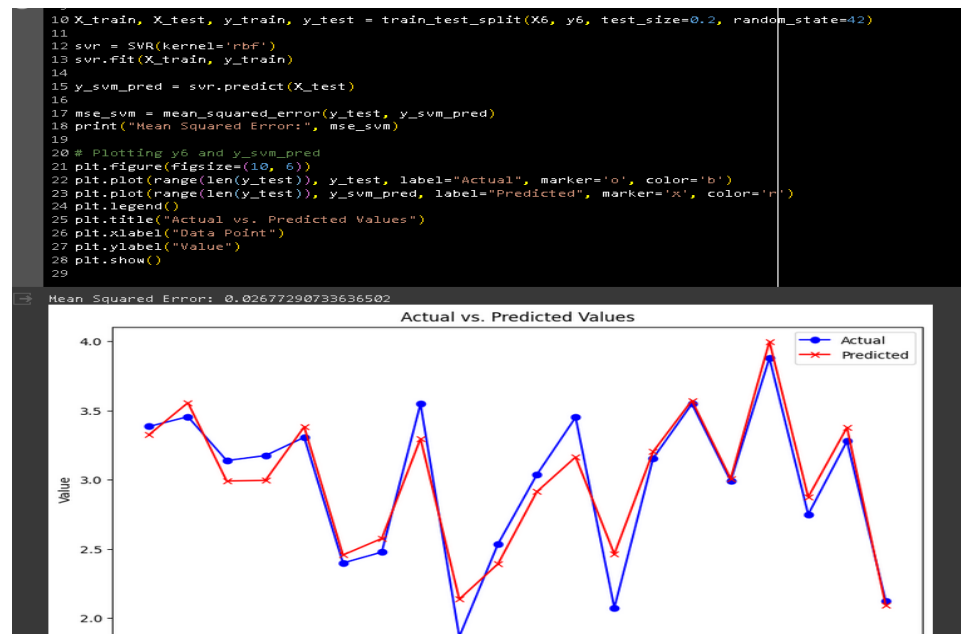 10 X_train, X_test, y_train, y_test = train_test_split(X6, y6, test_size=0.2, random_state=42)
11
12 svr = SVR(kernel='rbf')
13 svr.fit(X_train, y_train)
14
15 y_svm_pred = svr.predict(X_test)
16
17 mse_svm = mean_squared_error(y_test, y_svm_pred)
18 print("Mean Squared Error:", mse_svm)
19
20 # Plotting y6 and y_svm_pred
21 plt.figure(figsize=(10, 6))
22 plt.plot(range(len(y_test)), y_test, label="Actual", marker='o', color='b')
23 plt.plot(range(len(y_test)), y_svm_pred, label="Predicted", marker='x', color='r')
24 plt.legend()
25 plt.title("Actual vs. Predicted Values")
26 plt.xlabel("Data Point")
27 plt.ylabel("Value")
28 plt.show()
29
Mean Squared Error: 0.02677290733636502
Actual vs. Predicted Values
Actual
Predicted
4.0
3.5
3.0
2.5
2.0
Value